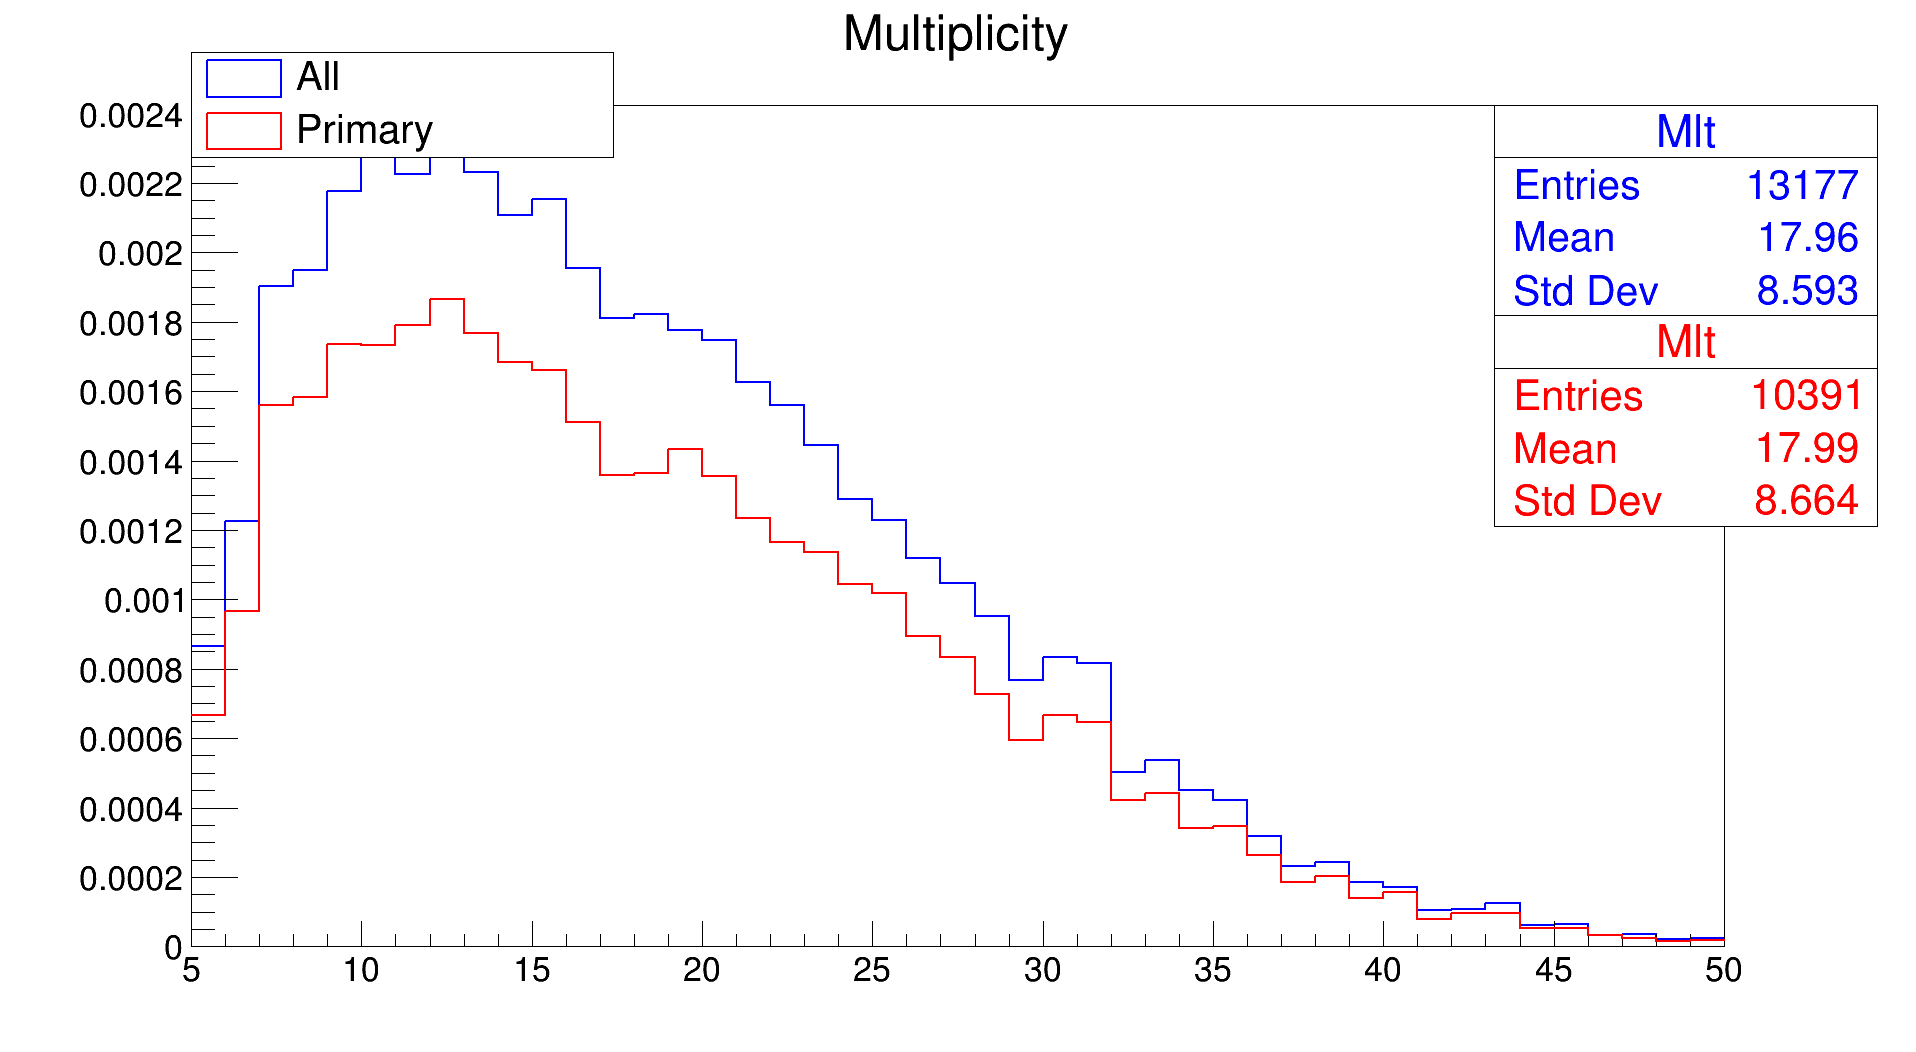 Multiplicity
All
Primary
0.0024
0.0022
0.002
0.0018
0.0016
0.0014
0.0012
0.001
0.0008
0.0006
0.0004
0.0002
0
5 10 15 20 25 30 35 40 45 50
Mlt
Entries 13177
Mean 17.96
Std Dev 8.593
Mlt
Entries 10391
Mean 17.99
Std Dev 8.664